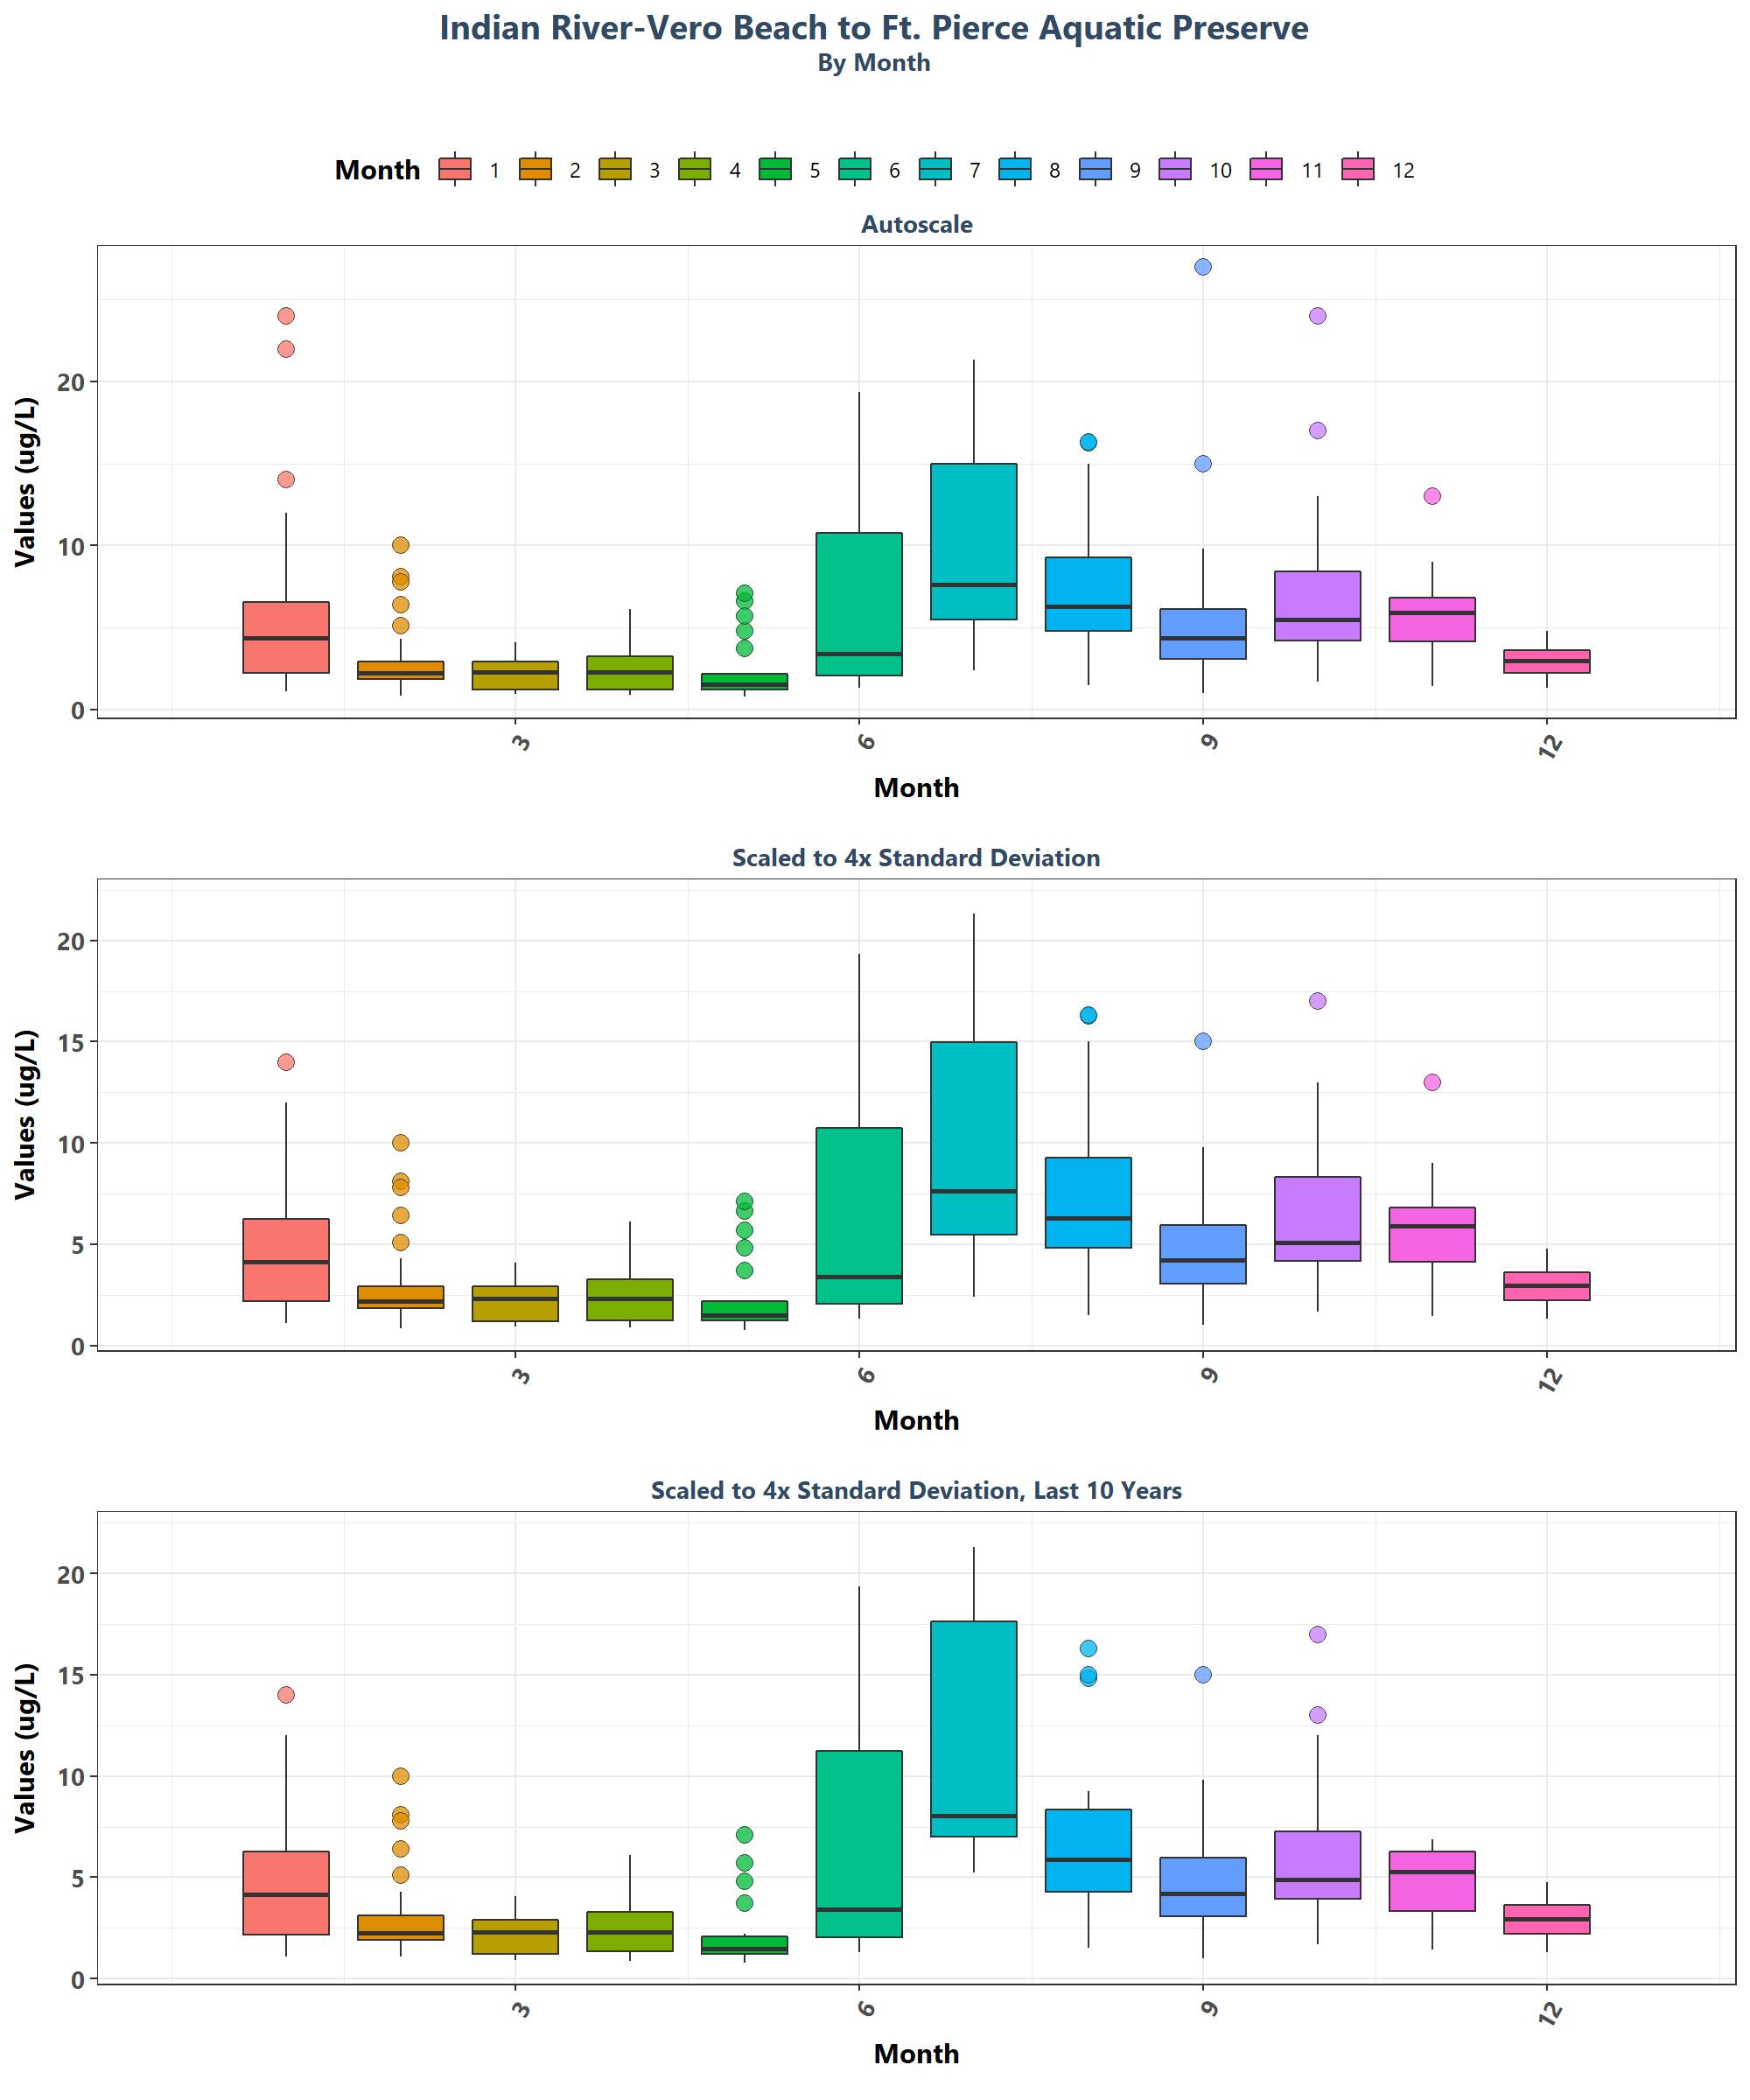 Indian River-Vero Beach to Ft. Pierce Aquatic Preserve
By Month
Month 1 2 3 4 5 6 7 8 9 10 11 12
Autoscale
Values (ug/L)
20
10
0
3 6 9 12
Month
Scaled to 4x Standard Deviation
Values (ug/L)
20
15
10
5
0
3 6 9 12
Month
Scaled to 4x Standard Deviation, Last 10 Years
Values (ug/L)
20
15
10
5
0
3 6 9 12
Month